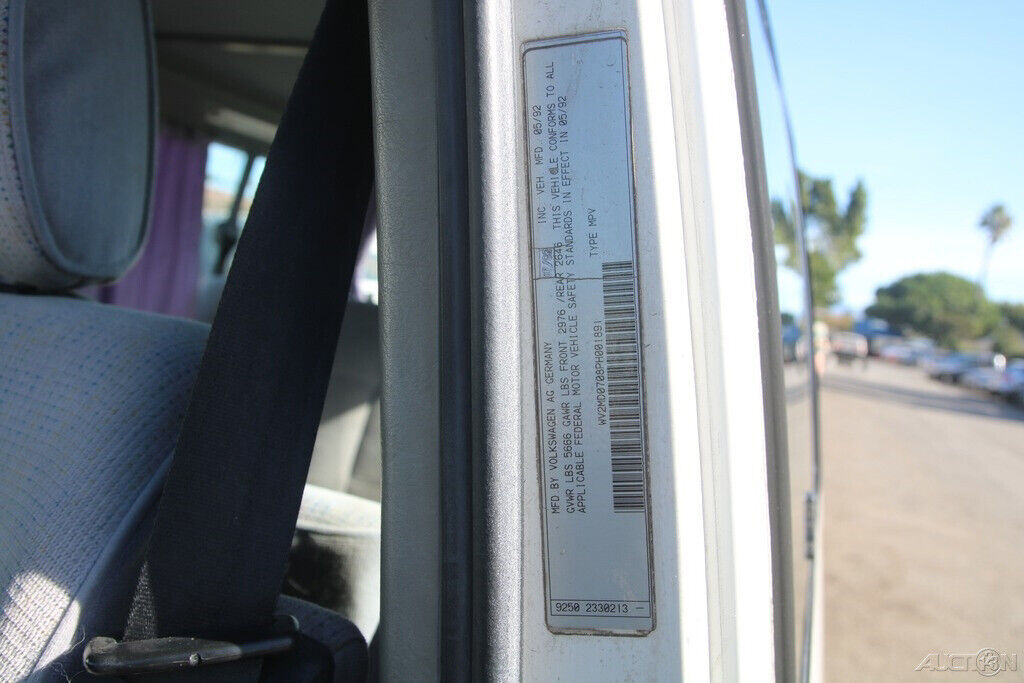 MFD BY VOLKSWAGEN AG GERMANY INC VEH MFD 05/92
GVWR LBS 5666 GAWR LBS FRONT 2976 /REAR 2646 THIS VEHICLE CONFORMS TO ALL
APPLICABLE FEDERAL MOTOR VEHICLE SAFETY STANDARDS IN EFFECT IN 05/92
WV2MD0708PH001891 TYPE MPV
9250 2330213 -
AUCTION